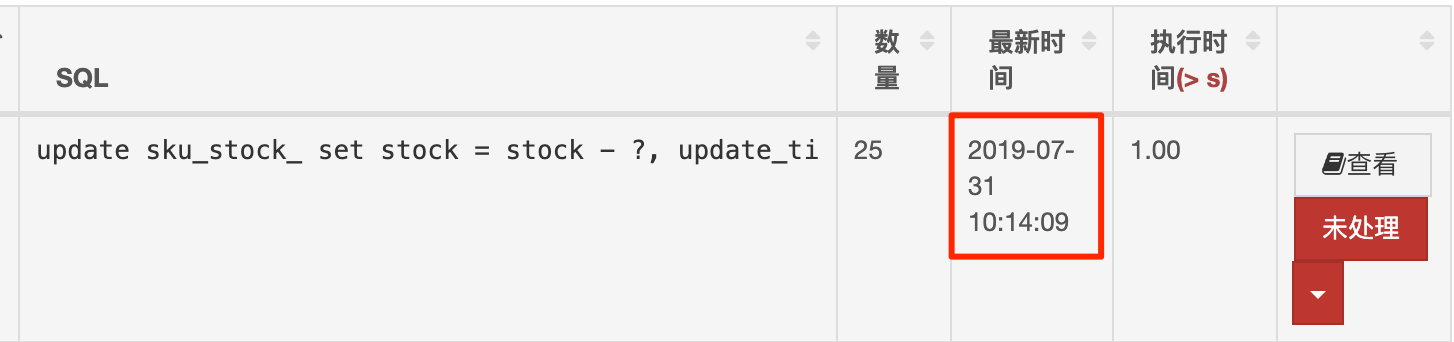 SQL
数
量
最新时
间
执行时
间(> s)
update sku_stock_ set stock = stock - ?, update_ti
25
2019-07-
31
10:14:09
1.00
查看
未处理